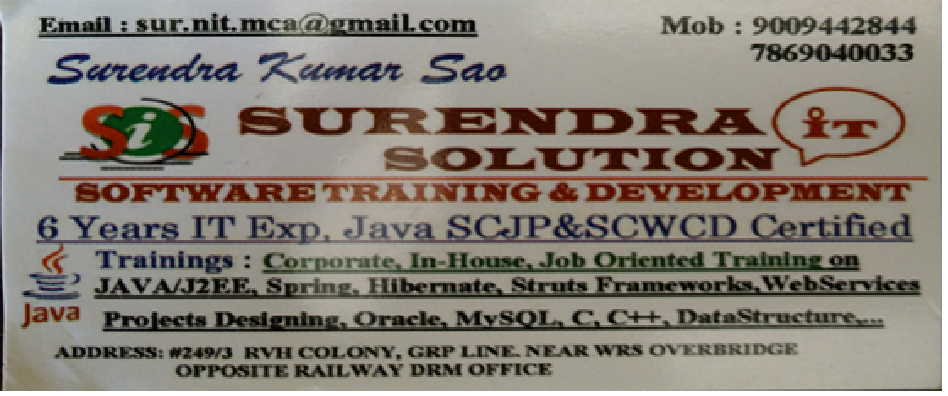 Email : sur.nit.mca@gmail.com
Mob : 9009442844
7869040033
Surendra Kumar Sao
SiS
SURENDRA iT
SOLUTION
SOFTWARE TRAINING & DEVELOPMENT
6 Years IT Exp, Java SCJP&SCWCD Certified
Trainings : Corporate, In-House, Job Oriented Training on
JAVA/J2EE, Spring, Hibernate, Struts Frameworks,WebServices
Java
Projects Designing, Oracle, MySQL, C, C++, DataStructure,...
ADDRESS: #249/3 RVH COLONY, GRP LINE. NEAR WRS OVERBRIDGE
OPPOSITE RAILWAY DRM OFFICE